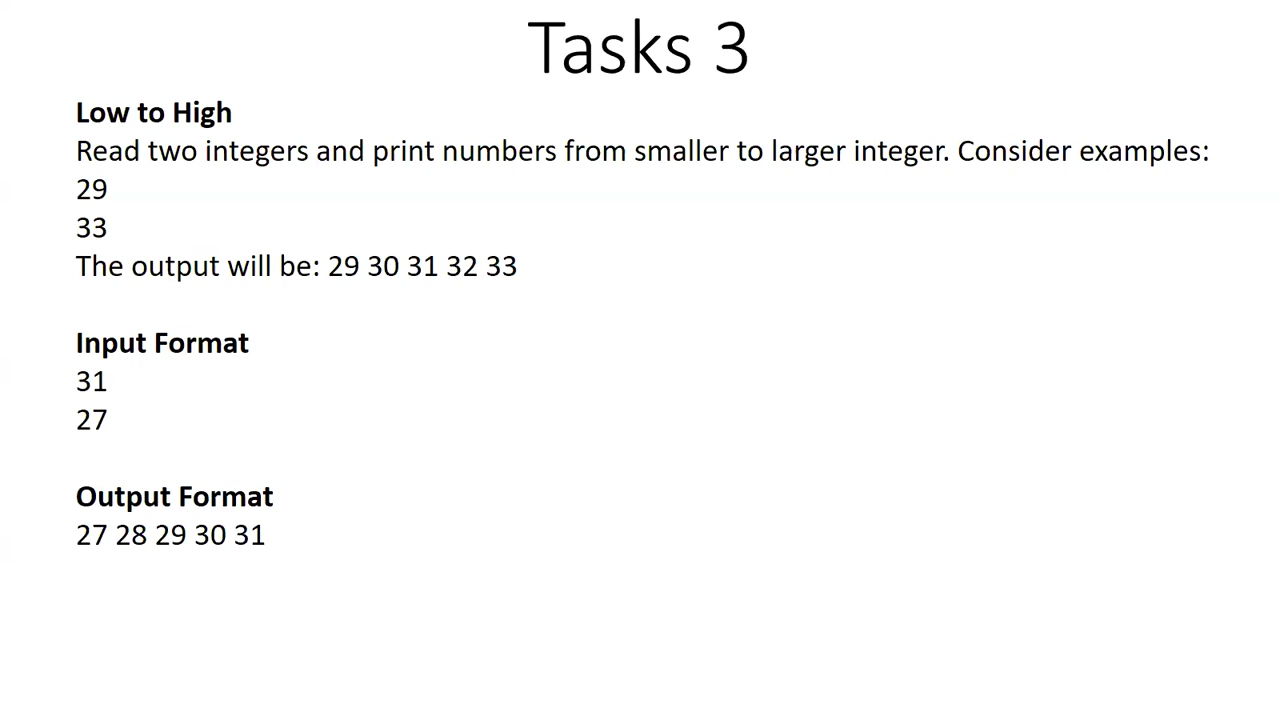 Tasks 3
Low to High
Read two integers and print numbers from smaller to larger integer. Consider examples:
29
33
The output will be: 29 30 31 32 33
Input Format
31
27
Output Format
27 28 29 30 31